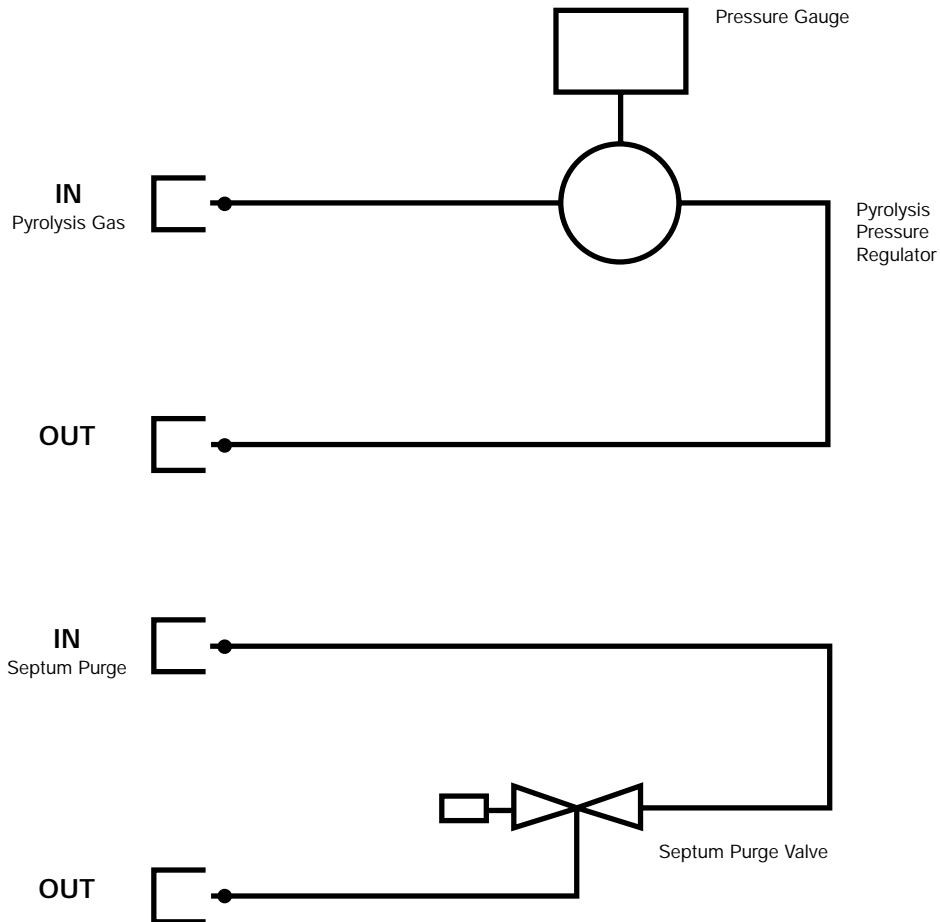 Pressure Gauge
IN
Pyrolysis Gas
Pyrolysis
Pressure
Regulator
OUT
IN
Septum Purge
Septum Purge Valve
OUT